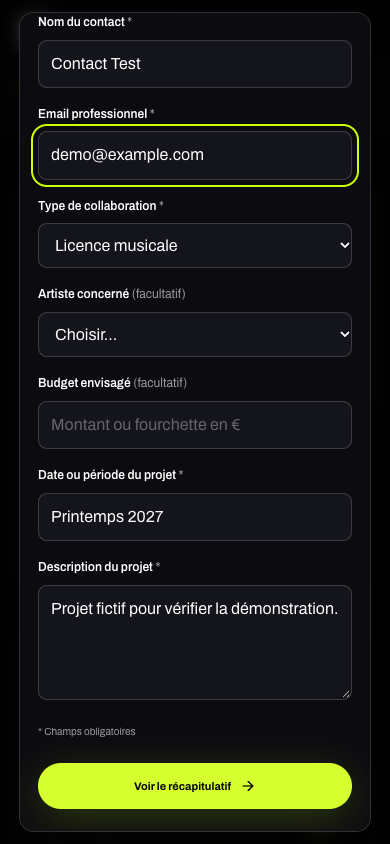 Nom du contact *
Contact Test
Email professionnel *
demo@example.com
Type de collaboration *
Licence musicale
Artiste concerné (facultatif)
Choisir...
Budget envisagé (facultatif)
Montant ou fourchette en €
Date ou période du projet *
Printemps 2027
Description du projet *
Projet fictif pour vérifier la démonstration.
* Champs obligatoires
Voir le récapitulatif →